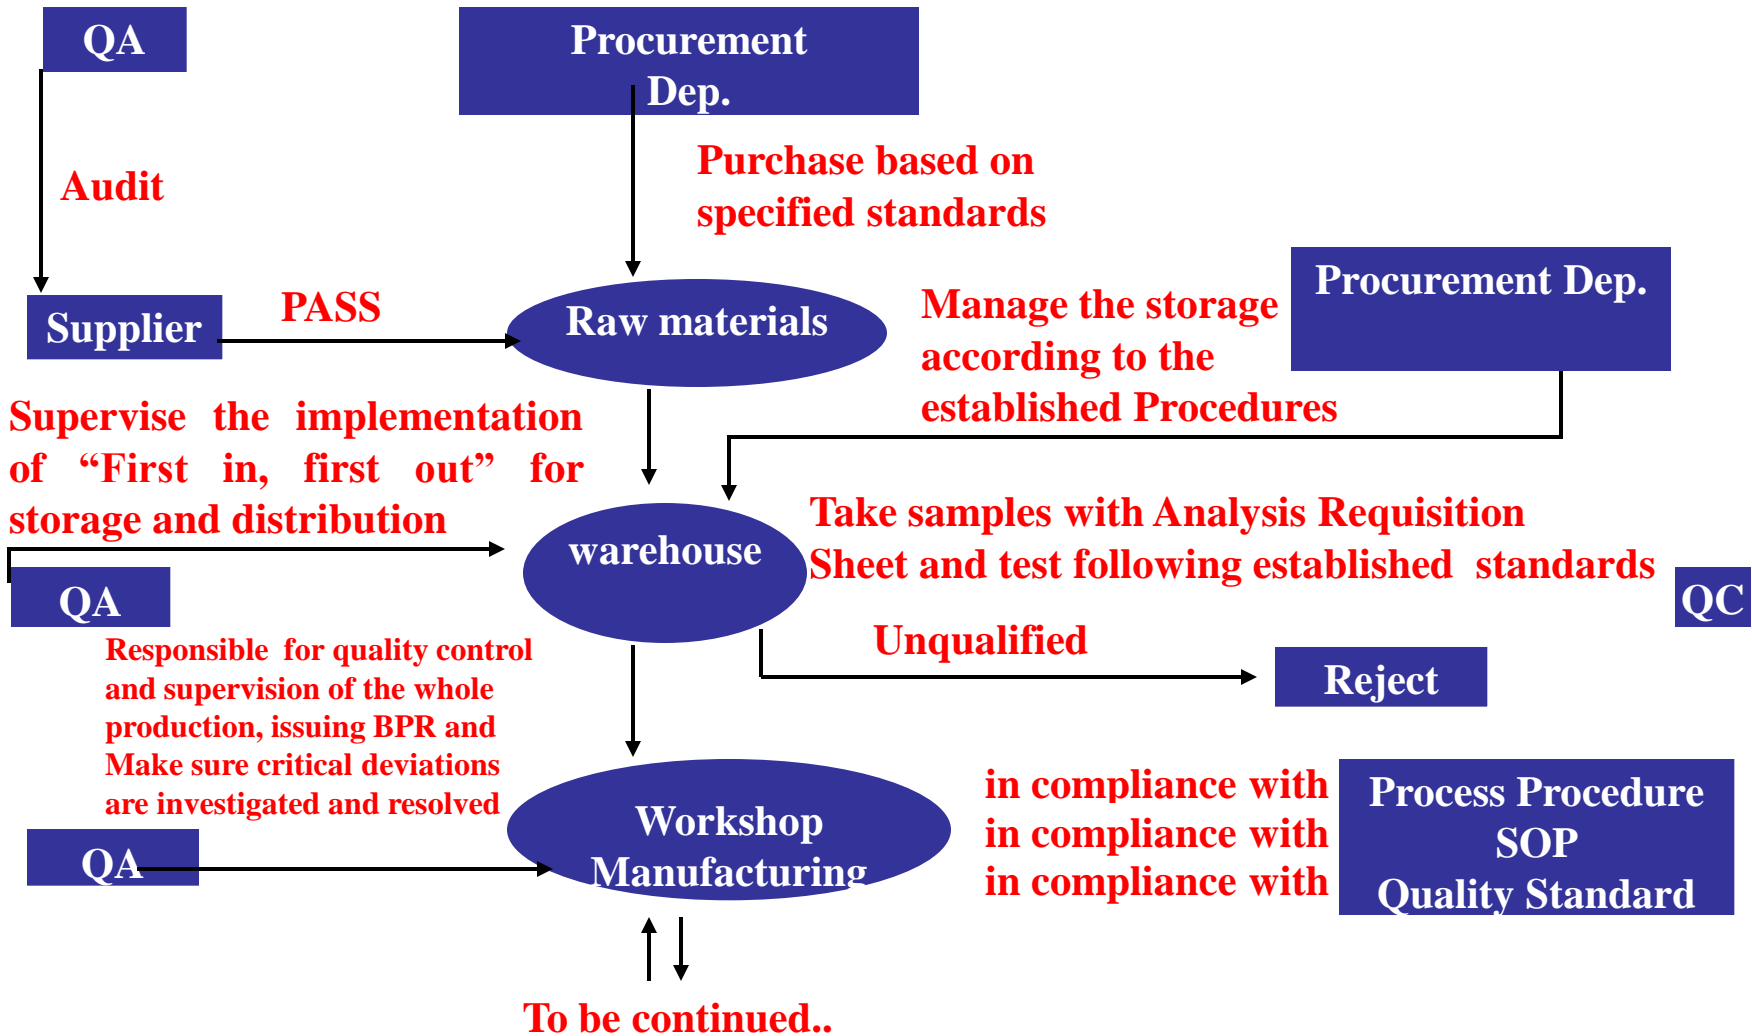 QA
Procurement
Dep.
Audit
Purchase based on
specified standards
Supplier
PASS
Raw materials
Manage the storage
according to the
established Procedures
Procurement Dep.
Supervise the implementation
of “First in, first out” for
storage and distribution
QA
warehouse
Take samples with Analysis Requisition
Sheet and test following established standards
QC
Unqualified
Reject
Responsible for quality control
and supervision of the whole
production, issuing BPR and
Make sure critical deviations
are investigated and resolved
QA
Workshop
Manufacturing
in compliance with
in compliance with
in compliance with
Process Procedure
SOP
Quality Standard
To be continued..